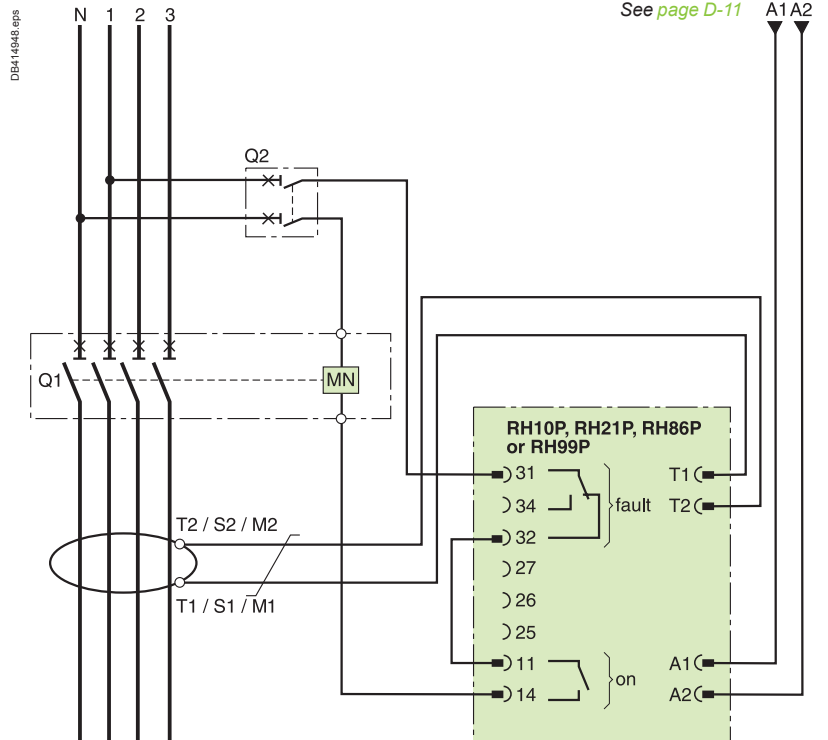 DB414948.eps
N 1 2 3
See page D-11
A1 A2
Q2
Q1
MN
RH10P, RH21P, RH86P
or RH99P
31
T1
34
fault
T2
32
27
26
25
11
A1
on
14
A2
T2 / S2 / M2
T1 / S1 / M1